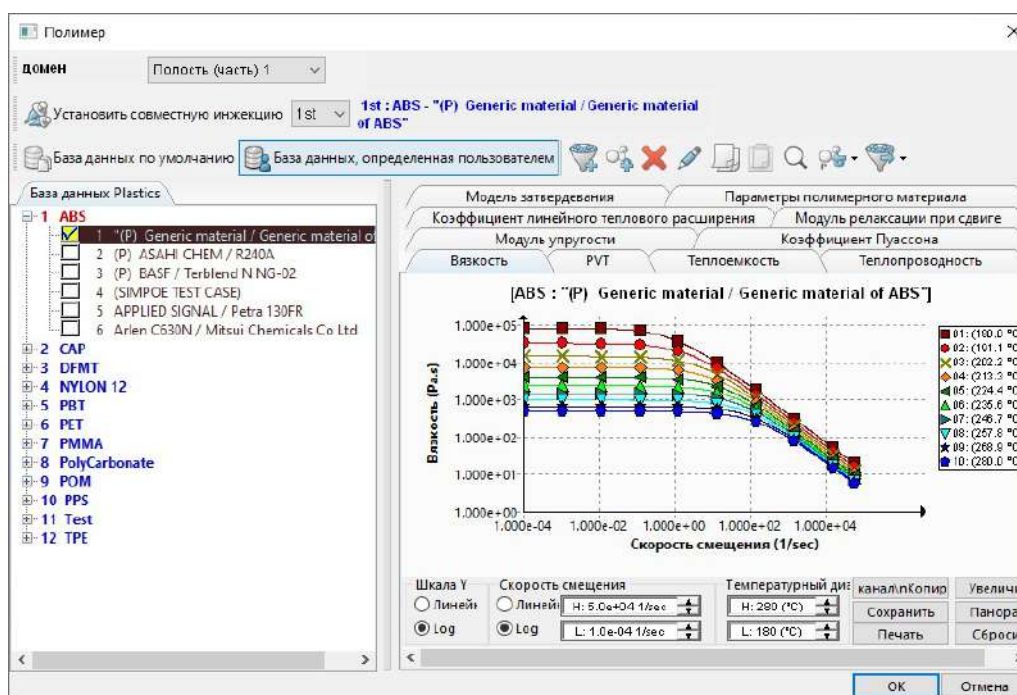 Полимер
домен
Полость (часть) 1
Установить совместную инжекцию
1st
1st : ABS - "(P) Generic material / Generic material
of ABS"
База данных по умолчанию
База данных, определенная пользователем
База данных Plastics
1 ABS
1 "(P) Generic material / Generic material of
2 (P) ASAHI CHEM / R240A
3 (P) BASF / Terblend N NG-02
4 (SIMPOE TEST CASE)
5 APPLIED SIGNAL / Petra 130FR
6 Arlen C630N / Mitsui Chemicals Co Ltd
2 CAP
3 DFMT
4 NYLON 12
5 PBT
6 PET
7 PMMA
8 PolyCarbonate
9 POM
10 PPS
11 Test
12 TPE
Модель затвердевания
Параметры полимерного материала
Коэффициент линейного теплового расширения
Модуль релаксации при сдвиге
Модуль упругости
Коэффициент Пуассона
Вязкость
PVT
Теплоемкость
Теплопроводность
[ABS : "(P) Generic material / Generic material of ABS"]
Вязкость (Pa.s)
1.000e+05
1.000e+04
1.000e+03
1.000e+02
1.000e+01
1.000e+00
1.000e-04
1.000e-02
1.000e+00
1.000e+02
1.000e+04
Скорость смещения (1/sec)
01: (180.0 °C
02: (191.1 °C
03: (202.2 °C
04: (213.3 °C
05: (224.4 °C
06: (235.6 °C
07: (246.7 °C
08: (257.8 °C
09: (268.9 °C
10: (280.0 °C
Шкала Y
Линей
Log
Скорость смещения
Линей
Log
H: 5.0e+04 1/sec
L: 1.0e-04 1/sec
Температурный диа
H: 280 (°C)
L: 180 (°C)
канал\nКопир
Сохранить
Печать
Увеличи
Панора
Сброси
OK
Отмена